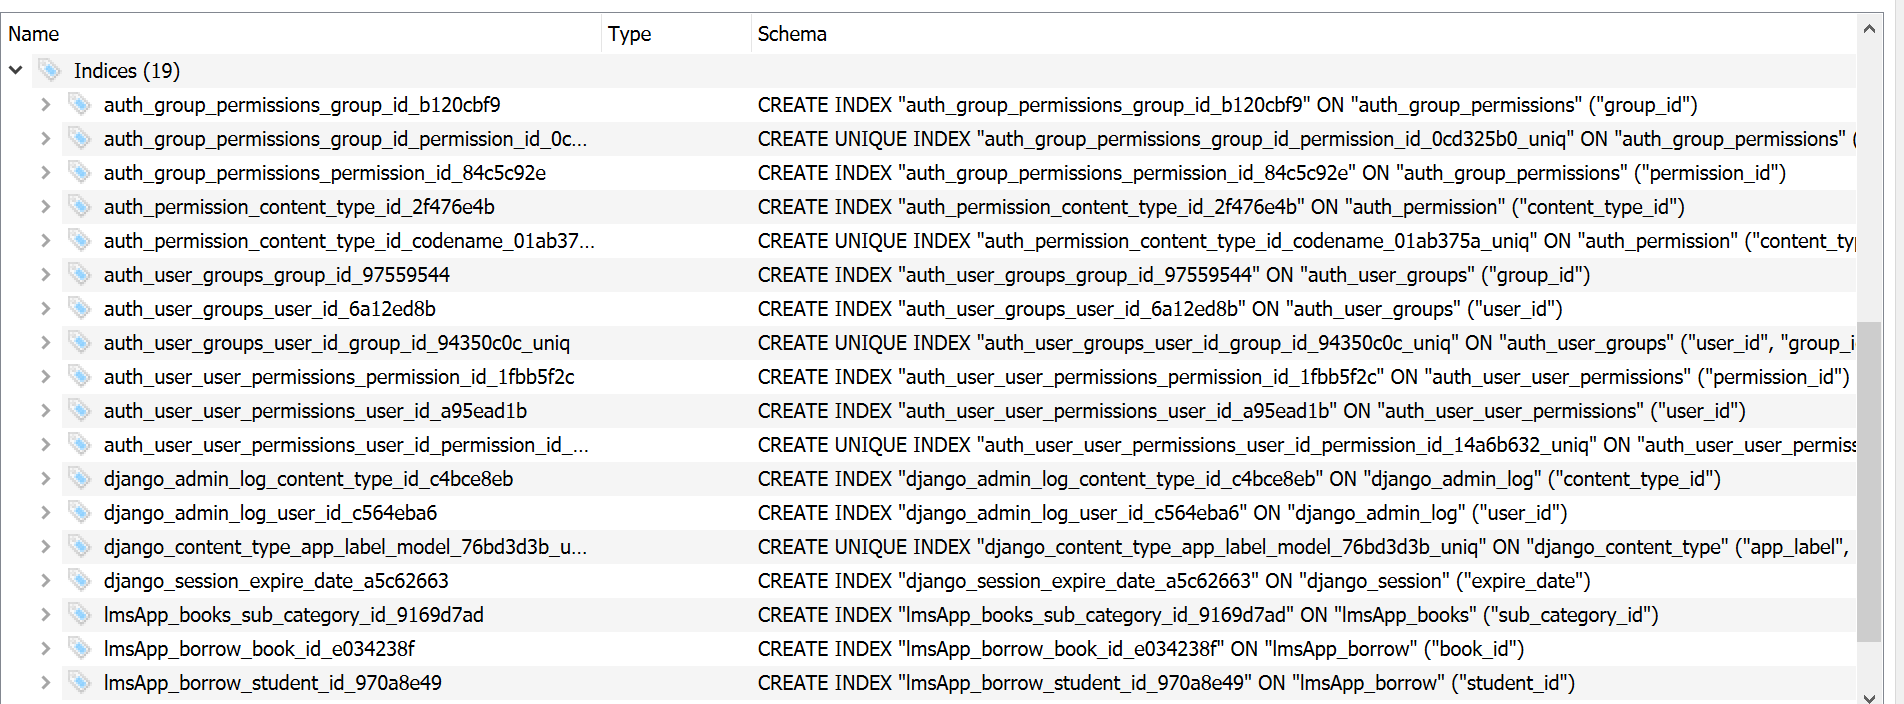 Name Type Schema
Indices (19)
auth_group_permissions_group_id_b120cbf9 CREATE INDEX "auth_group_permissions_group_id_b120cbf9" ON "auth_group_permissions" ("group_id")
auth_group_permissions_group_id_permission_id_0c... CREATE UNIQUE INDEX "auth_group_permissions_group_id_permission_id_0cd325b0_uniq" ON "auth_group_permissions" (
auth_group_permissions_permission_id_84c5c92e CREATE INDEX "auth_group_permissions_permission_id_84c5c92e" ON "auth_group_permissions" ("permission_id")
auth_permission_content_type_id_2f476e4b CREATE INDEX "auth_permission_content_type_id_2f476e4b" ON "auth_permission" ("content_type_id")
auth_permission_content_type_id_codename_01ab37... CREATE UNIQUE INDEX "auth_permission_content_type_id_codename_01ab375a_uniq" ON "auth_permission" ("content_ty
auth_user_groups_group_id_97559544 CREATE INDEX "auth_user_groups_group_id_97559544" ON "auth_user_groups" ("group_id")
auth_user_groups_user_id_6a12ed8b CREATE INDEX "auth_user_groups_user_id_6a12ed8b" ON "auth_user_groups" ("user_id")
auth_user_groups_user_id_group_id_94350c0c_uniq CREATE UNIQUE INDEX "auth_user_groups_user_id_group_id_94350c0c_uniq" ON "auth_user_groups" ("user_id", "group_i
auth_user_user_permissions_permission_id_1fbb5f2c CREATE INDEX "auth_user_user_permissions_permission_id_1fbb5f2c" ON "auth_user_user_permissions" ("permission_id")
auth_user_user_permissions_user_id_a95ead1b CREATE INDEX "auth_user_user_permissions_user_id_a95ead1b" ON "auth_user_user_permissions" ("user_id")
auth_user_user_permissions_user_id_permission_id_... CREATE UNIQUE INDEX "auth_user_user_permissions_user_id_permission_id_14a6b632_uniq" ON "auth_user_user_permiss
django_admin_log_content_type_id_c4bce8eb CREATE INDEX "django_admin_log_content_type_id_c4bce8eb" ON "django_admin_log" ("content_type_id")
django_admin_log_user_id_c564eba6 CREATE INDEX "django_admin_log_user_id_c564eba6" ON "django_admin_log" ("user_id")
django_content_type_app_label_model_76bd3d3b_u... CREATE UNIQUE INDEX "django_content_type_app_label_model_76bd3d3b_uniq" ON "django_content_type" ("app_label",
django_session_expire_date_a5c62663 CREATE INDEX "django_session_expire_date_a5c62663" ON "django_session" ("expire_date")
lmsApp_books_sub_category_id_9169d7ad CREATE INDEX "lmsApp_books_sub_category_id_9169d7ad" ON "lmsApp_books" ("sub_category_id")
lmsApp_borrow_book_id_e034238f CREATE INDEX "lmsApp_borrow_book_id_e034238f" ON "lmsApp_borrow" ("book_id")
lmsApp_borrow_student_id_970a8e49 CREATE INDEX "lmsApp_borrow_student_id_970a8e49" ON "lmsApp_borrow" ("student_id")